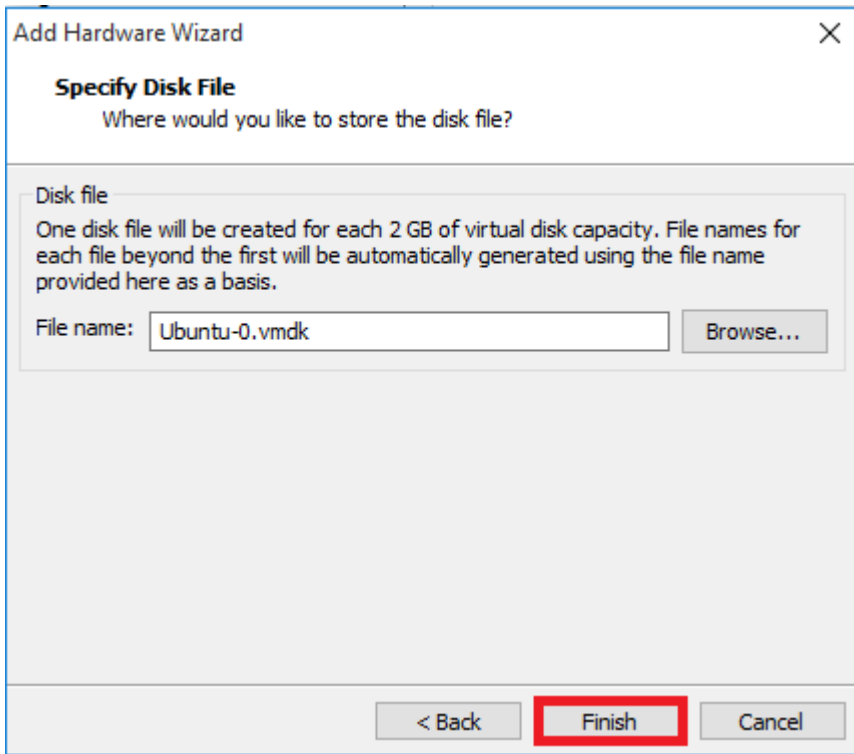 Add Hardware Wizard
Specify Disk File
Where would you like to store the disk file?
Disk file
One disk file will be created for each 2 GB of virtual disk capacity. File names for
each file beyond the first will be automatically generated using the file name
provided here as a basis.
File name: Ubuntu-0.vmdk Browse...
< Back Finish Cancel